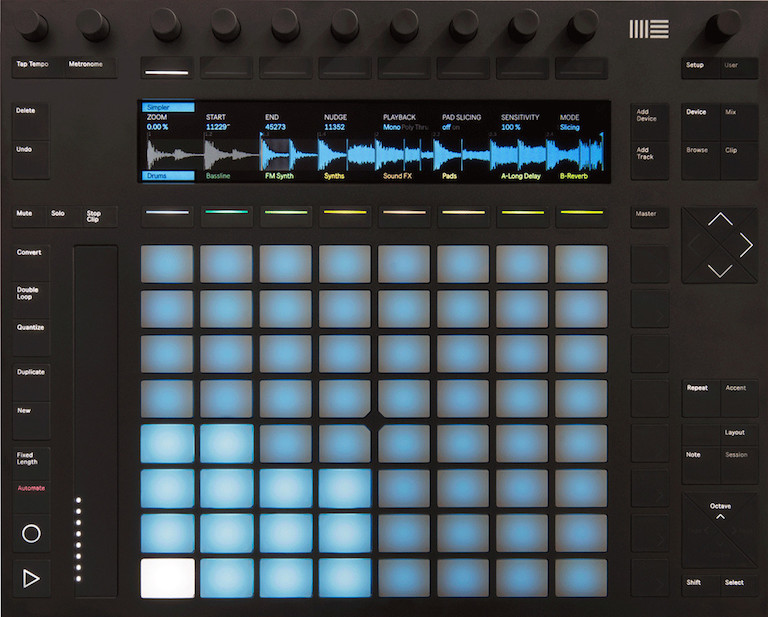 Tap Tempo Metronome
Setup User
Delete
Undo
Simpler
ZOOM START END NUDGE PLAYBACK PAD SLICING SENSITIVITY MODE
0.00 % 11229 45273 11352 Mono Poly Thru off on 100 % Slicing
Drums Bassline FM Synth Synths Sound FX Pads A-Long Delay B-Reverb
Add
Device
Add
Track
Device Mix
Browse Clip
Mute Solo Stop
Clip
Master
Convert
Double
Loop
Quantize
Duplicate
New
Fixed
Length
Automate
Repeat Accent
Layout
Note Session
Octave
Shift Select